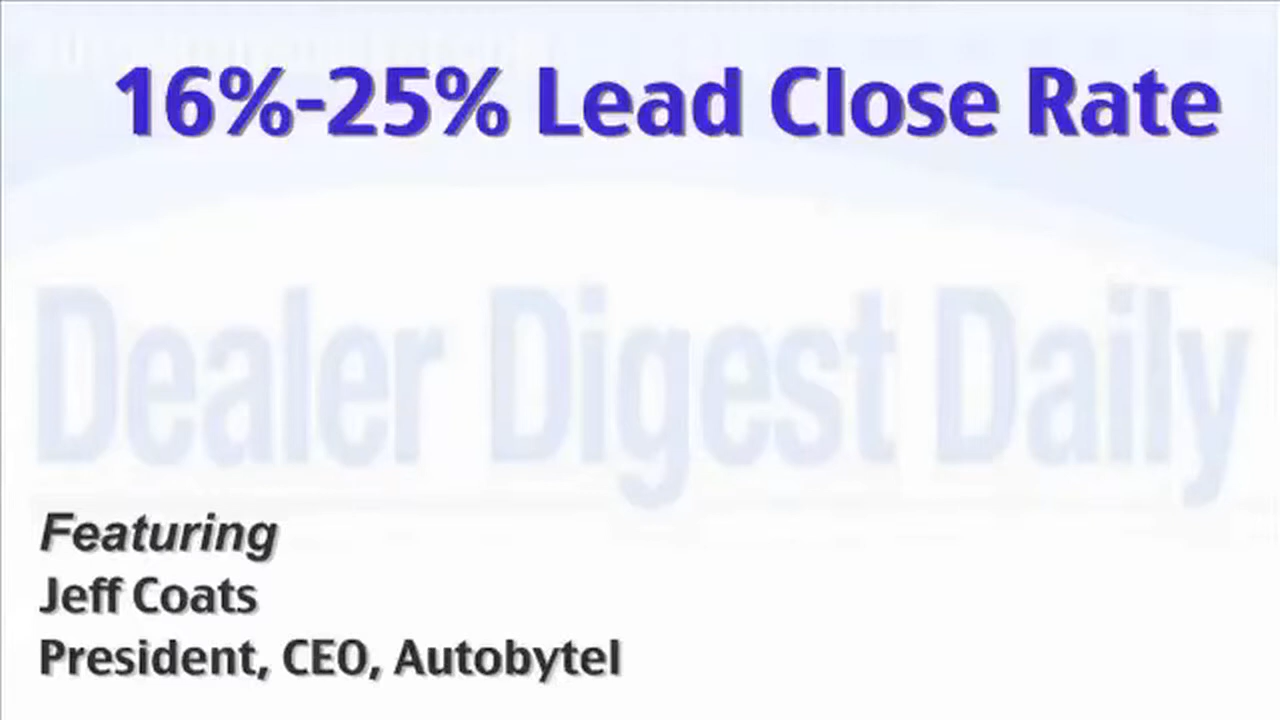 16%-25% Lead Close Rate
Dealer Digest Daily
Featuring
Jeff Coats
President, CEO, Autobytel